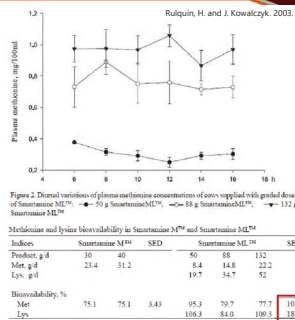 Rulquin, H. and J. Kowalczyk. 2003.
1,2
1,0
0,8
0,6
0,4
0,2
Plasma methionine, mg/100ml
4 6 8 10 12 14 16 18 h
Figure 2. Diurnal variations of plasma methionine concentrations of cows supplied with graded dose
of Smartamine ML™: 50 g SmartamineML™, 88 g SmartamineML™, 132 g
Smartamine ML™
Methionine and lysine bioavailability in Smartamine M™ and Smartamine ML™
Indices Smartamine M™ SED Smartamine ML™ SE
Product, g/d 30 40 50 88 132
Met, g/d 23.4 31.2 8.4 14.8 22.2
Lys, g/d 19.7 34.7 52
Bioavailability, %
Met 75.1 75.1 3.43 95.3 79.7 77.7 10
Lys 106.3 84.0 109.3 18